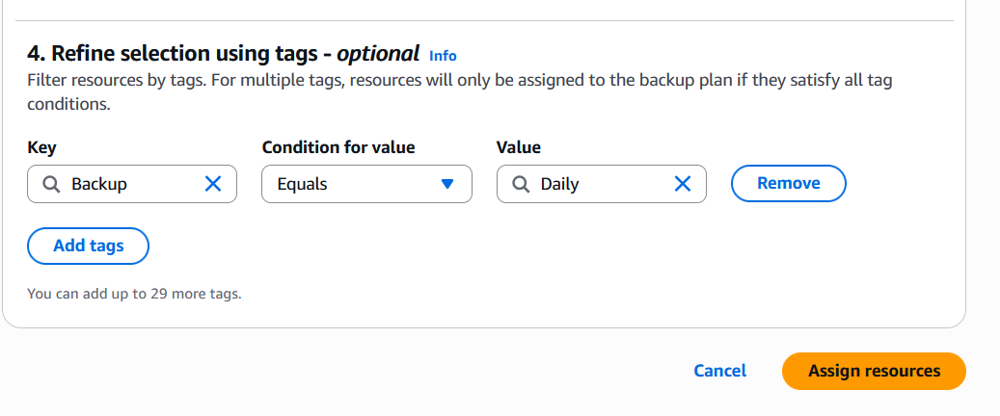 4. Refine selection using tags - optional Info
Filter resources by tags. For multiple tags, resources will only be assigned to the backup plan if they satisfy all tag
conditions.
Key Condition for value Value
Backup Equals Daily Remove
Add tags
You can add up to 29 more tags.
Cancel Assign resources